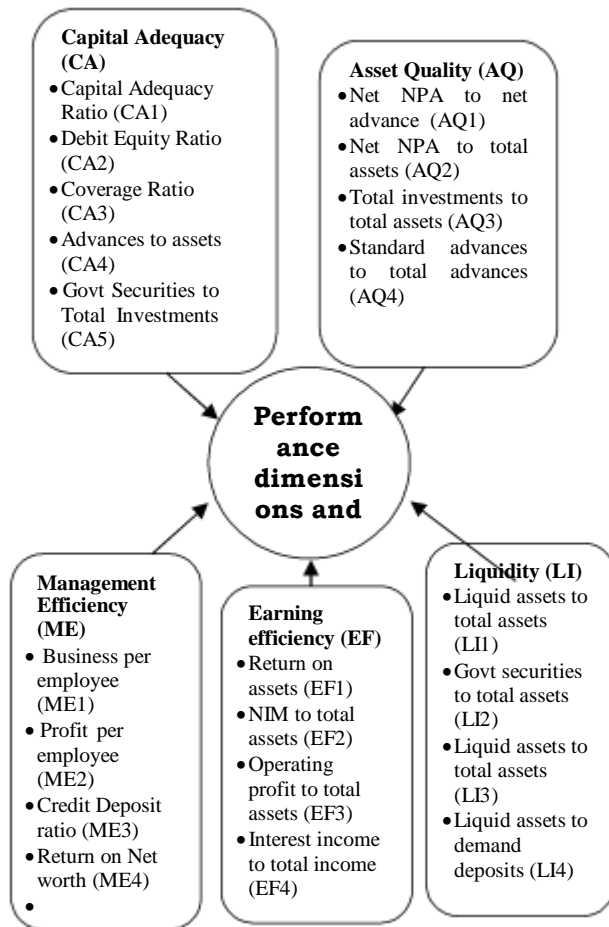 Capital Adequacy
(CA)
•Capital Adequacy
Ratio (CA1)
•Debit Equity Ratio
(CA2)
•Coverage Ratio
(CA3)
•Advances to assets
(CA4)
•Govt Securities to
Total Investments
(CA5)
Asset Quality (AQ)
•Net NPA to net
advance (AQ1)
•Net NPA to total
assets (AQ2)
•Total investments to
total assets (AQ3)
•Standard advances
to total advances
(AQ4)
Perform
ance
dimensi
ons and
Management
Efficiency
(ME)
• Business per
employee
(ME1)
•Profit per
employee
(ME2)
•Credit Deposit
ratio (ME3)
•Return on Net
worth (ME4)
•
Earning
efficiency (EF)
•Return on
assets (EF1)
•NIM to total
assets (EF2)
•Operating
profit to total
assets (EF3)
•Interest income
to total income
(EF4)
Liquidity (LI)
•Liquid assets to
total assets
(LI1)
•Govt securities
to total assets
(LI2)
•Liquid assets to
total assets
(LI3)
•Liquid assets to
demand
deposits (LI4)